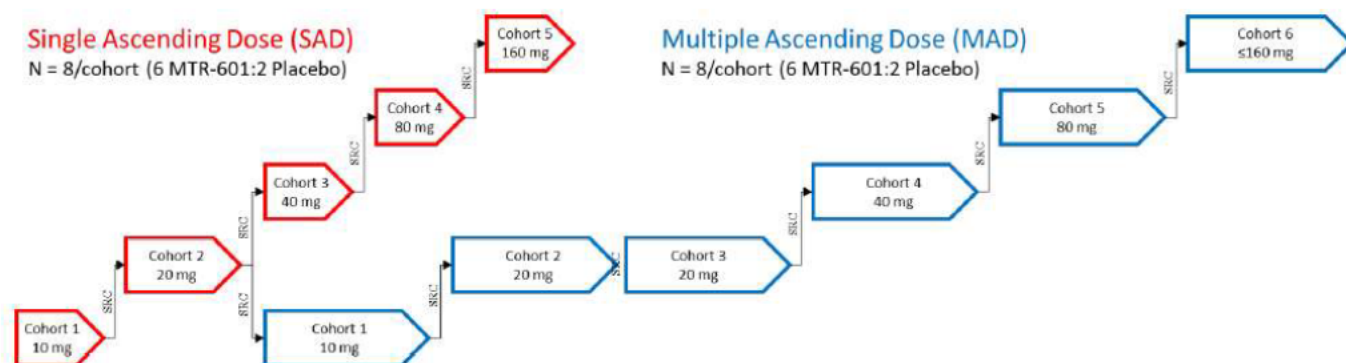 Single Ascending Dose (SAD)
N = 8/cohort (6 MTR-601:2 Placebo)
Multiple Ascending Dose (MAD)
N = 8/cohort (6 MTR-601:2 Placebo)
Cohort 5
160 mg
Cohort 6
≤160 mg
SRC
SRC
Cohort 4
80 mg
Cohort 5
80 mg
SRC
SRC
Cohort 3
40 mg
Cohort 4
40 mg
SRC
SRC
Cohort 2
20 mg
Cohort 2
20 mg
SRC
Cohort 3
20 mg
SRC
SRC
SRC
Cohort 1
10 mg
Cohort 1
10 mg